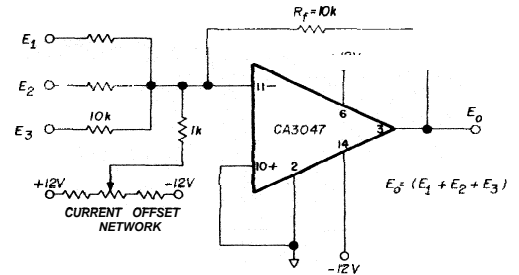 Rf=10k
E1
E2
E3
10k
1k
+12V
-12V
CURRENT OFFSET
NETWORK
11-
10+
2
6
14
3
CA3047
-12V
Eo
Eo= (E1 + E2 + E3)